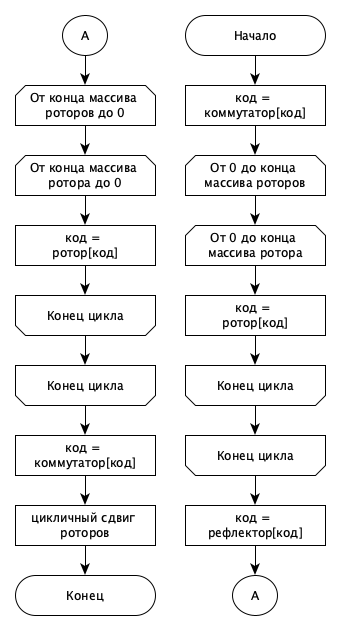 А
От конца массива
роторов до 0
От конца массива
ротора до 0
код =
ротор[код]
Конец цикла
Конец цикла
код =
коммутатор[код]
цикличный сдвиг
роторов
Конец
Начало
код =
коммутатор[код]
От 0 до конца
массива роторов
От 0 до конца
массива ротора
код =
ротор[код]
Конец цикла
Конец цикла
код =
рефлектор[код]
А